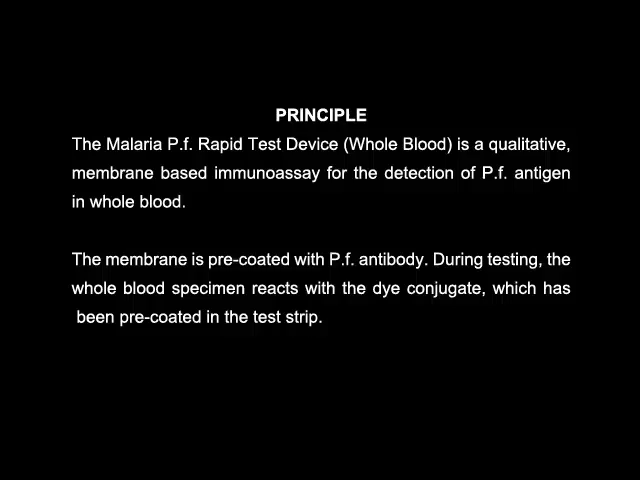 PRINCIPLE
The Malaria P.f. Rapid Test Device (Whole Blood) is a qualitative,
membrane based immunoassay for the detection of P.f. antigen
in whole blood.
The membrane is pre-coated with P.f. antibody. During testing, the
whole blood specimen reacts with the dye conjugate, which has
been pre-coated in the test strip.